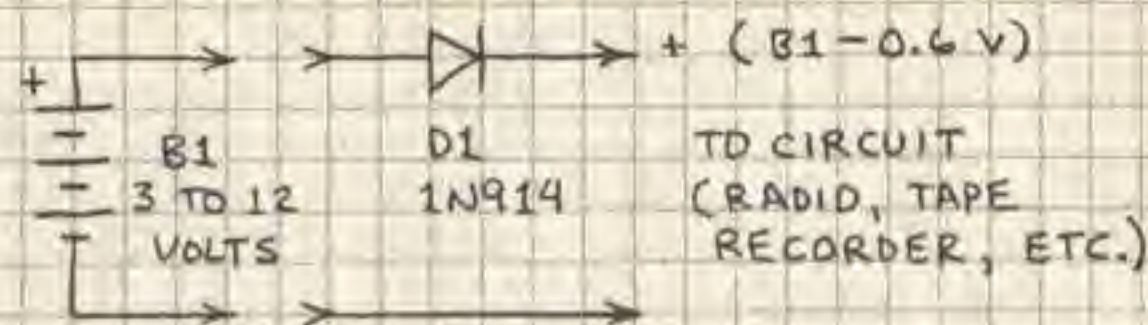 +
+ (B1-0.6 V)
B1
3 TO 12
VOLTS
D1
1N914
TO CIRCUIT
(RADIO, TAPE
RECORDER, ETC.)